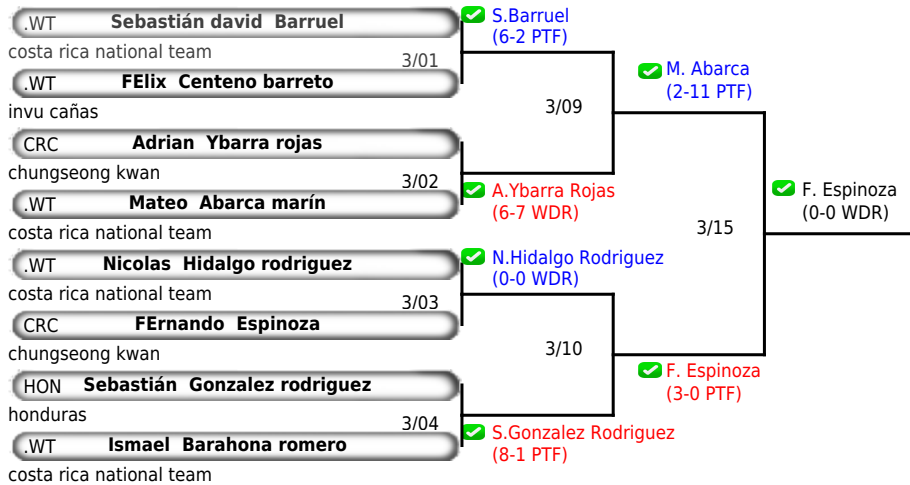 .WT Sebastián david Barruel
costa rica national team
3/01
.WT FElix Centeno barreto
invu cañas
CRC Adrian Ybarra rojas
chungseong kwan
3/02
.WT Mateo Abarca marín
costa rica national team
.WT Nicolas Hidalgo rodriguez
costa rica national team
3/03
CRC FErnando Espinoza
chungseong kwan
HON Sebastián Gonzalez rodriguez
honduras
3/04
.WT Ismael Barahona romero
costa rica national team
S.Barruel
(6-2 PTF)
3/09
A.Ybarra Rojas
(6-7 WDR)
N.Hidalgo Rodriguez
(0-0 WDR)
3/10
S.Gonzalez Rodriguez
(8-1 PTF)
M. Abarca
(2-11 PTF)
3/15
F. Espinoza
(3-0 PTF)
F. Espinoza
(0-0 WDR)